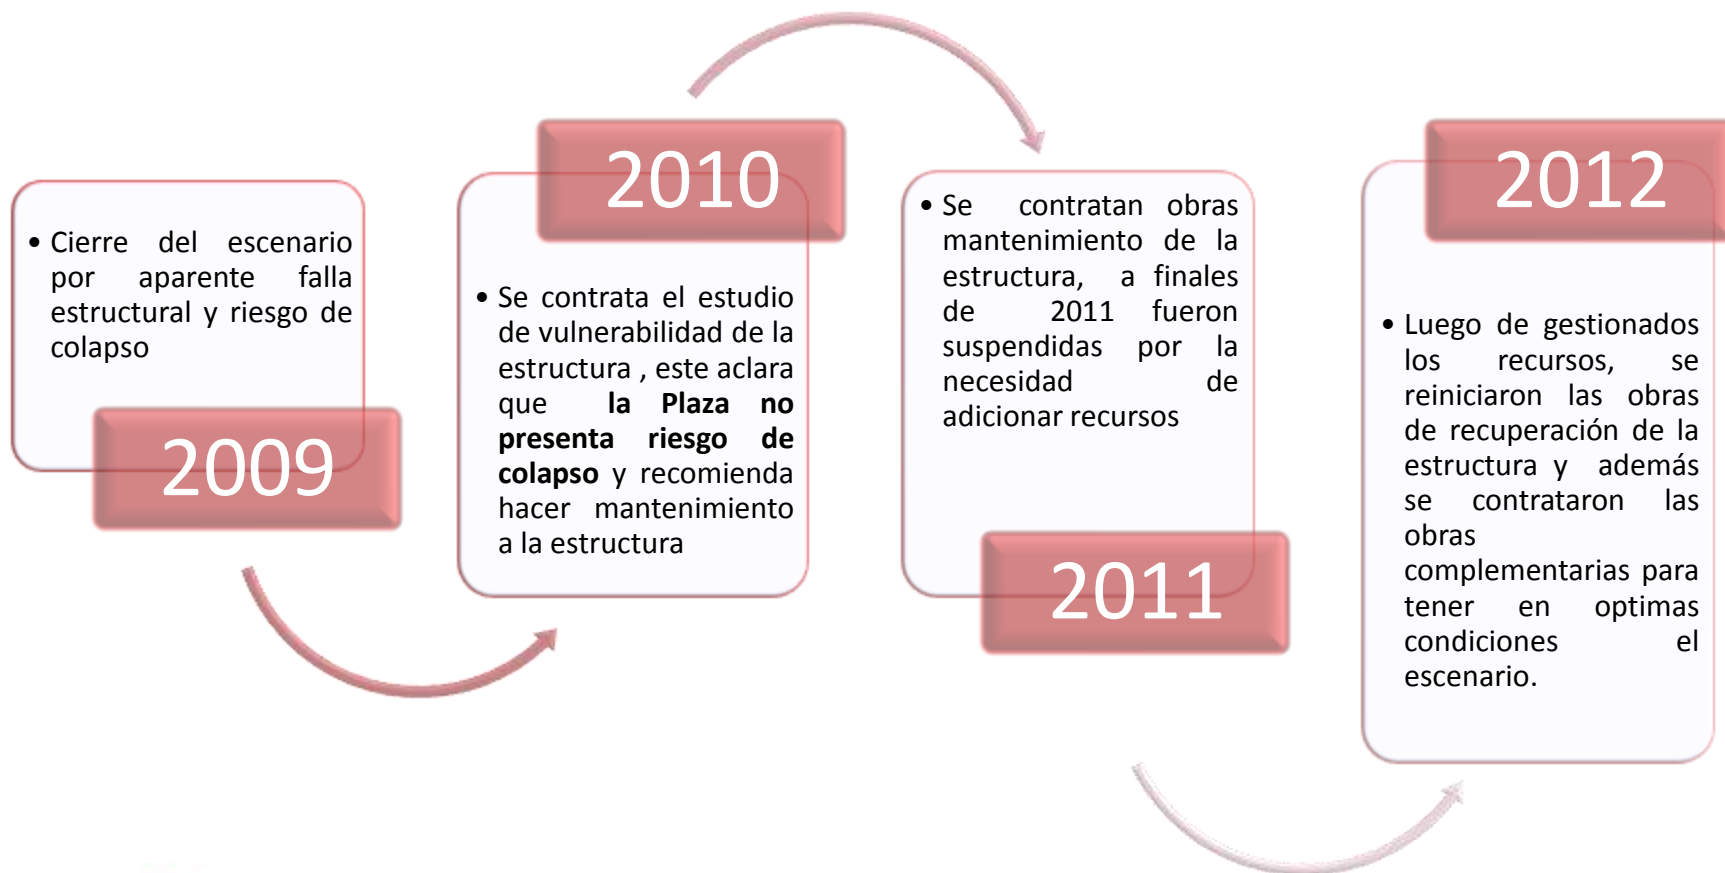 • Cierre del escenario
por aparente falla
estructural y riesgo de
colapso
2009
2010
• Se contrata el estudio
de vulnerabilidad de la
estructura , este aclara
que la Plaza no
presenta riesgo de
colapso y recomienda
hacer mantenimiento
a la estructura
• Se contratan obras
mantenimiento de la
estructura, a finales
de 2011 fueron
suspendidas por la
necesidad de
adicionar recursos
2011
2012
• Luego de gestionados
los recursos, se
reiniciaron las obras
de recuperación de la
estructura y además
se contrataron las
obras
complementarias para
tener en optimas
condiciones el
escenario.